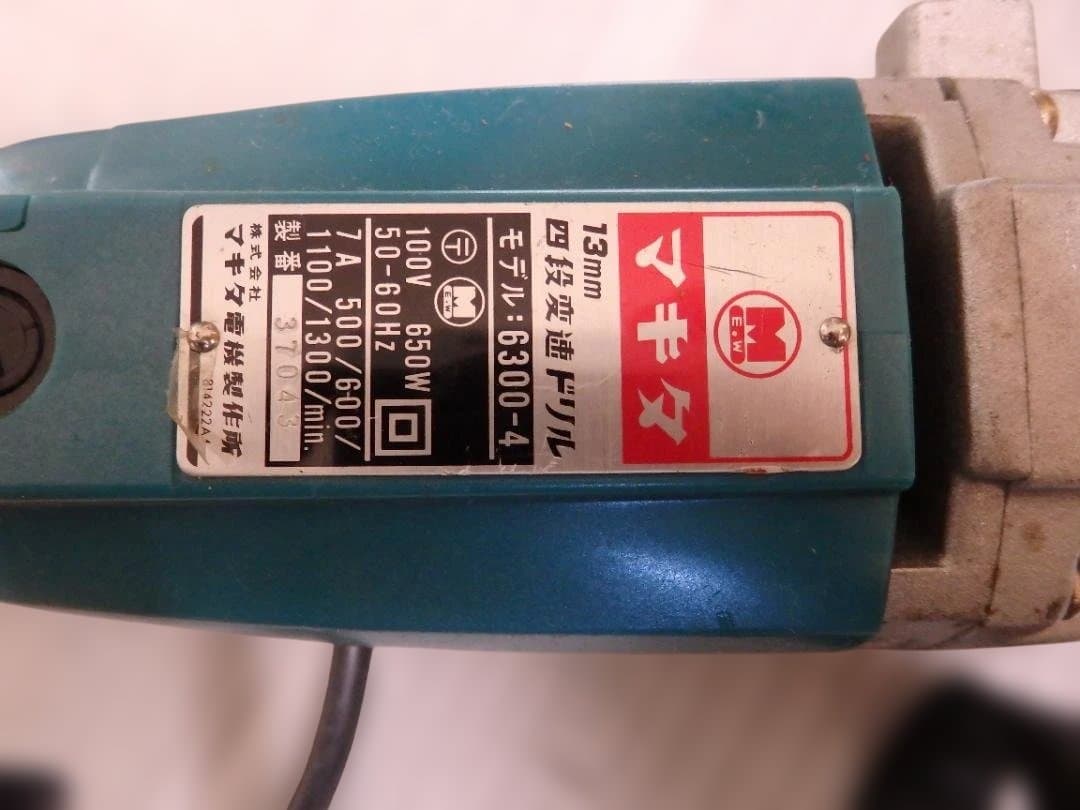 M
E.W
マキタ
13mm
四段変速ドリル
モデル:6300-4
〒 M E.W
100V 650W
50-60Hz
7A 500/600/
1100/1300/min.
製番 37043
株式会社
マキタ電機製作所